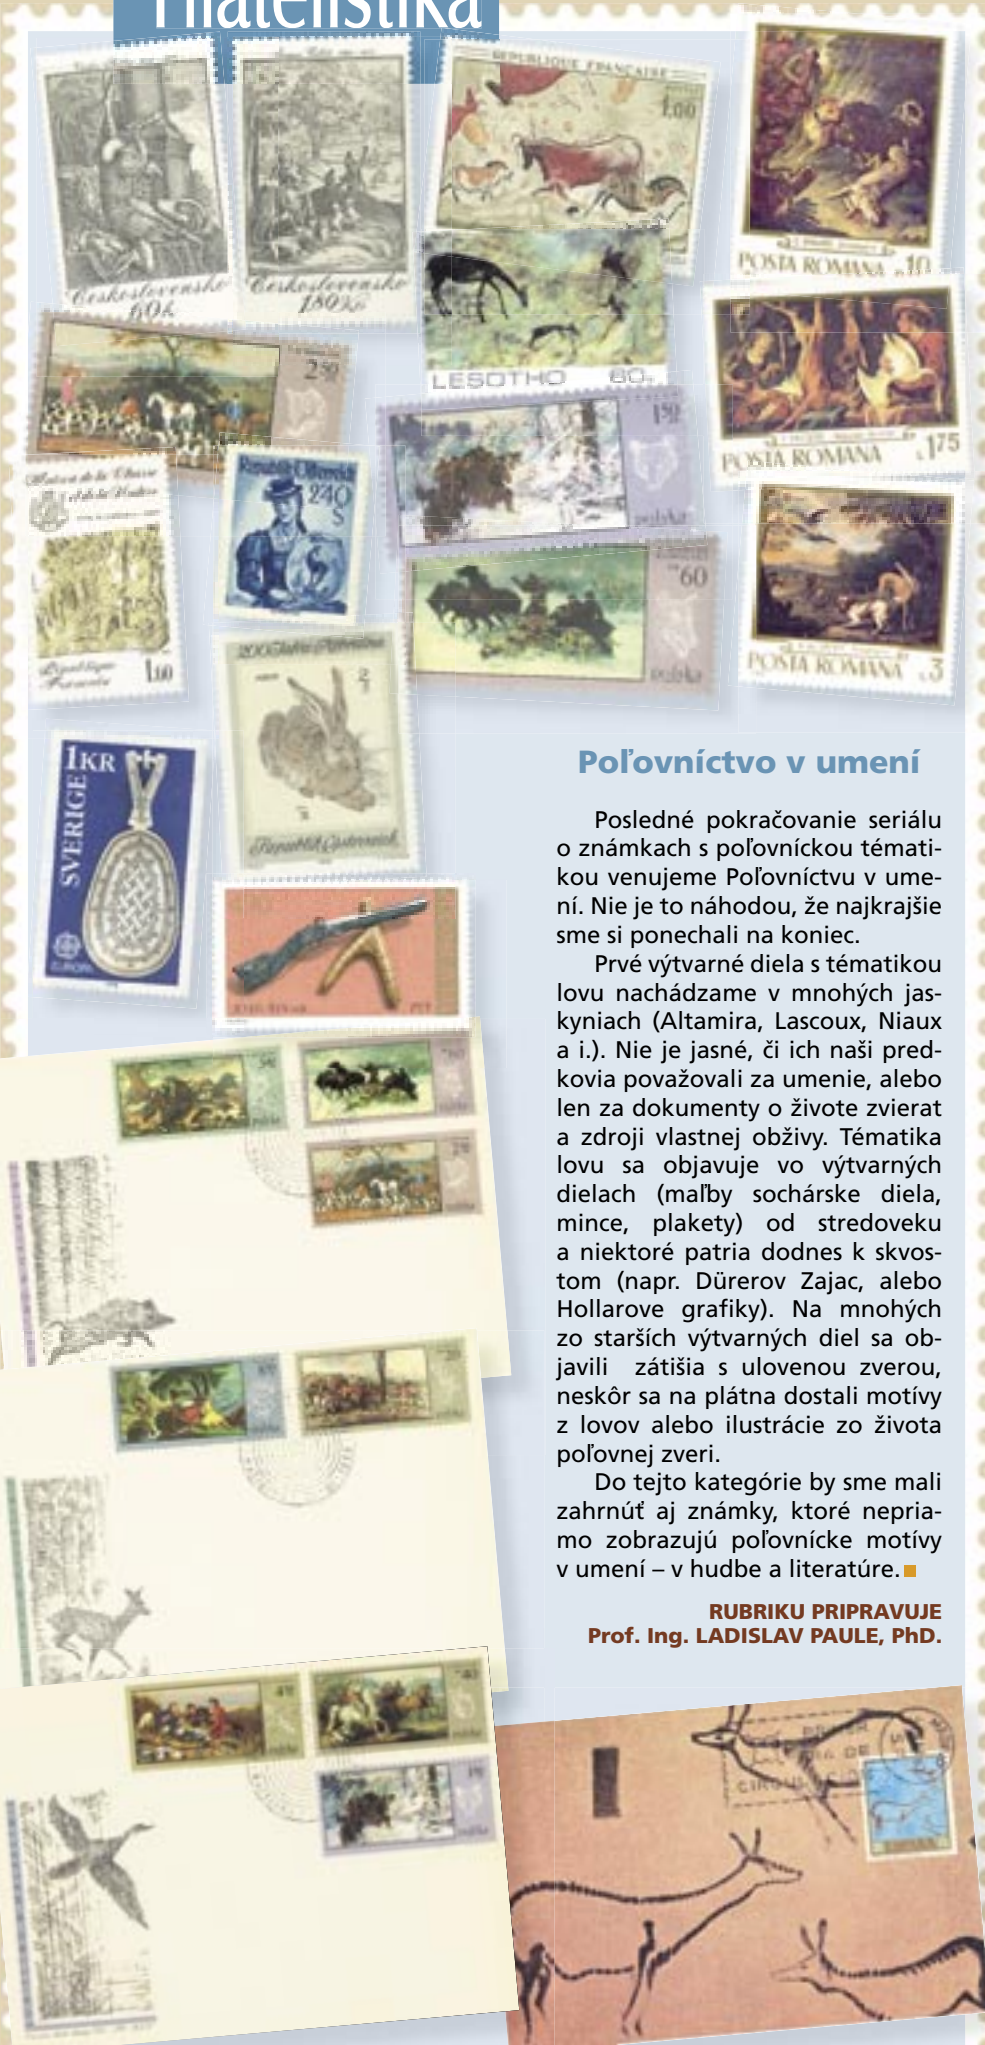 Filatelistika
REPUBLIQUE FRANÇAISE
1,00
Československo
60h
Československo
1,80 Kčs
POSTA ROMANA 10
LESOTHO 60
2 50
1 50
polska
POSTA ROMANA 1 75
Republik Österreich
240
S
60
polska
POSTA ROMANA 3
1,60
200 Jahre Albertina
2
S
Republik Österreich
1KR
SVERIGE
Poľovníctvo v umení
Posledné pokračovanie seriálu
o známkach s poľovníckou témati-
kou venujeme Poľovníctvu v ume-
ní. Nie je to náhodou, že najkrajšie
sme si ponechali na koniec.
Prvé výtvarné diela s tématikou
lovu nachádzame v mnohých jas-
kyniach (Altamira, Lascoux, Niaux
a i.). Nie je jasné, či ich naši pred-
kovia považovali za umenie, alebo
len za dokumenty o živote zvierat
a zdroji vlastnej obživy. Tématika
lovu sa objavuje vo výtvarných
dielach (maľby sochárske diela,
mince, plakety) od stredoveku
a niektoré patria dodnes k skvos-
tom (napr. Dürerov Zajac, alebo
Hollarove grafiky). Na mnohých
zo starších výtvarných diel sa ob-
javili zátišia s ulovenou zverou,
neskôr sa na plátna dostali motívy
z lovov alebo ilustrácie zo života
poľovnej zveri.
Do tejto kategórie by sme mali
zahrnúť aj známky, ktoré nepria-
mo zobrazujú poľovnícke motívy
v umení – v hudbe a literatúre.
RUBRIKU PRIPRAVUJE
Prof. Ing. LADISLAV PAULE, PhD.